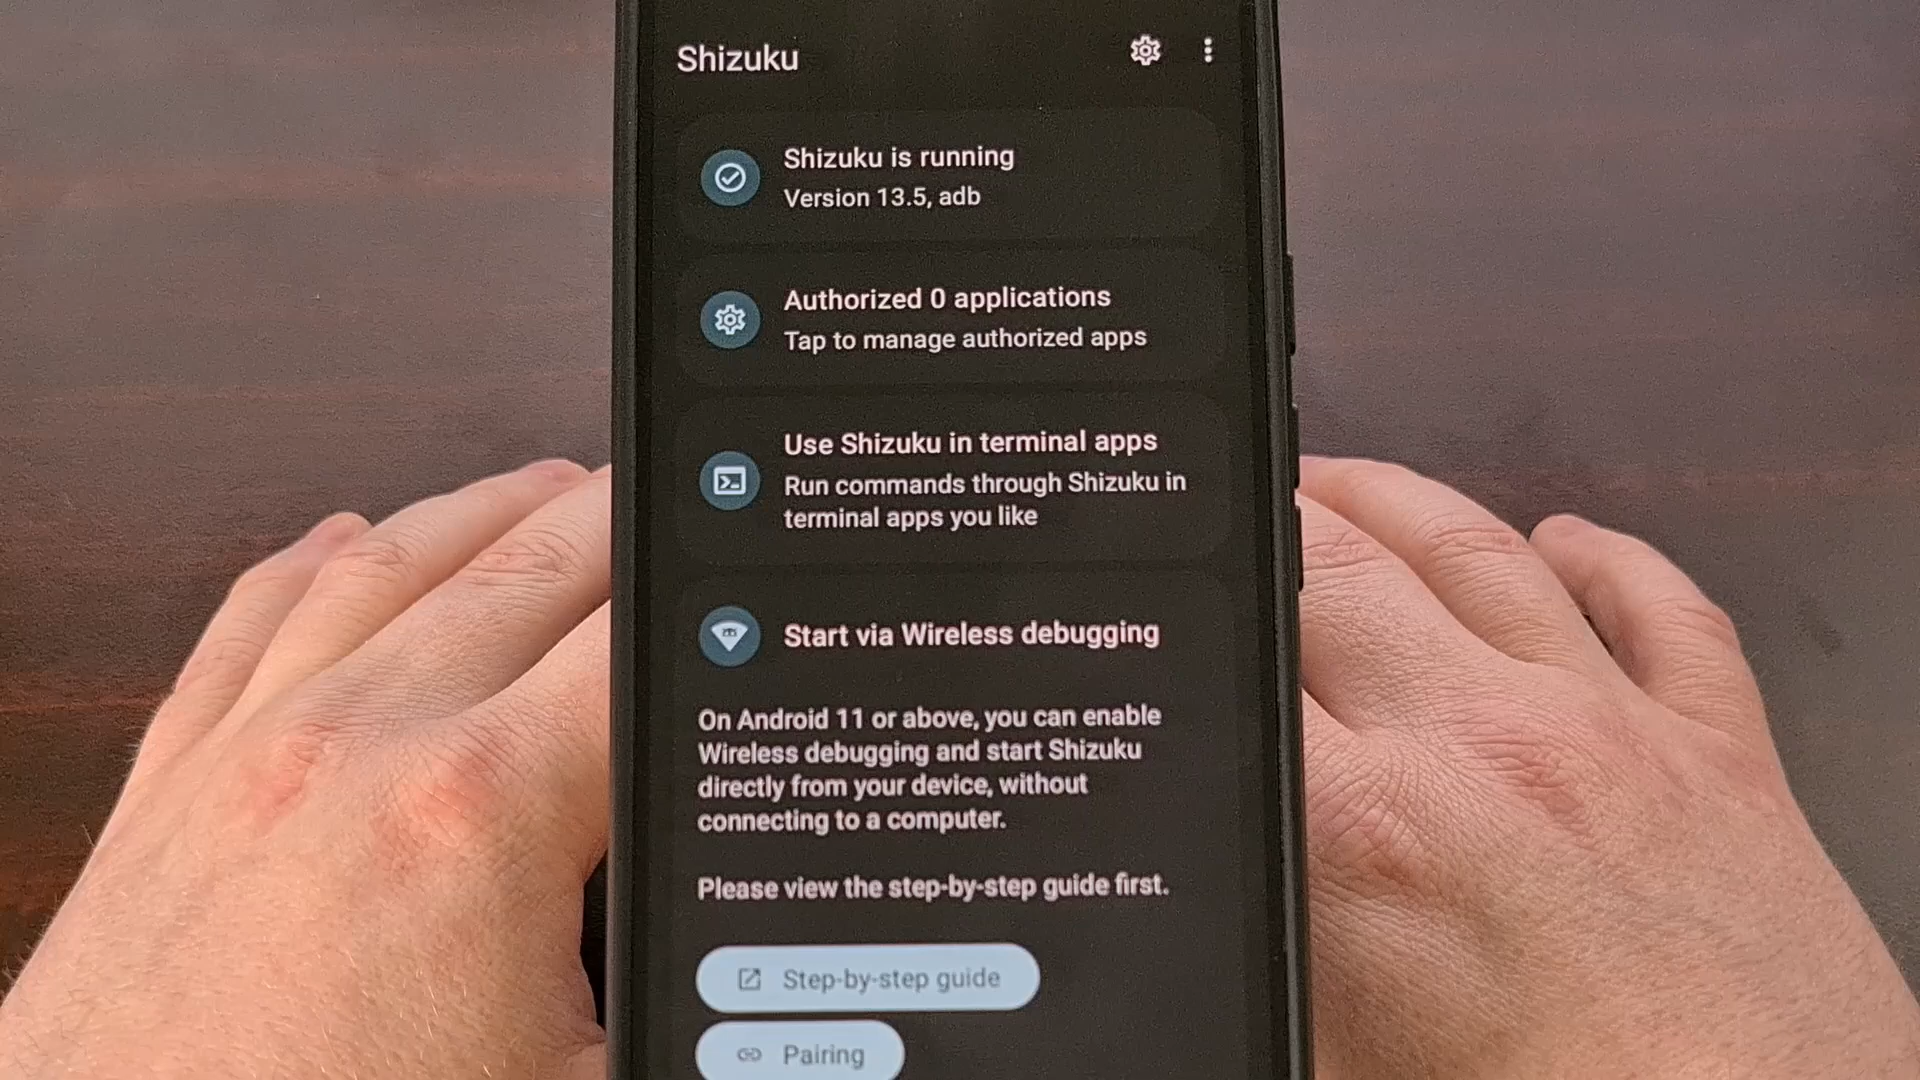 Shizuku
Shizuku is running
Version 13.5, adb
Authorized 0 applications
Tap to manage authorized apps
Use Shizuku in terminal apps
Run commands through Shizuku in
terminal apps you like
Start via Wireless debugging
On Android 11 or above, you can enable
Wireless debugging and start Shizuku
directly from your device, without
connecting to a computer.
Please view the step-by-step guide first.
Step-by-step guide
Pairing